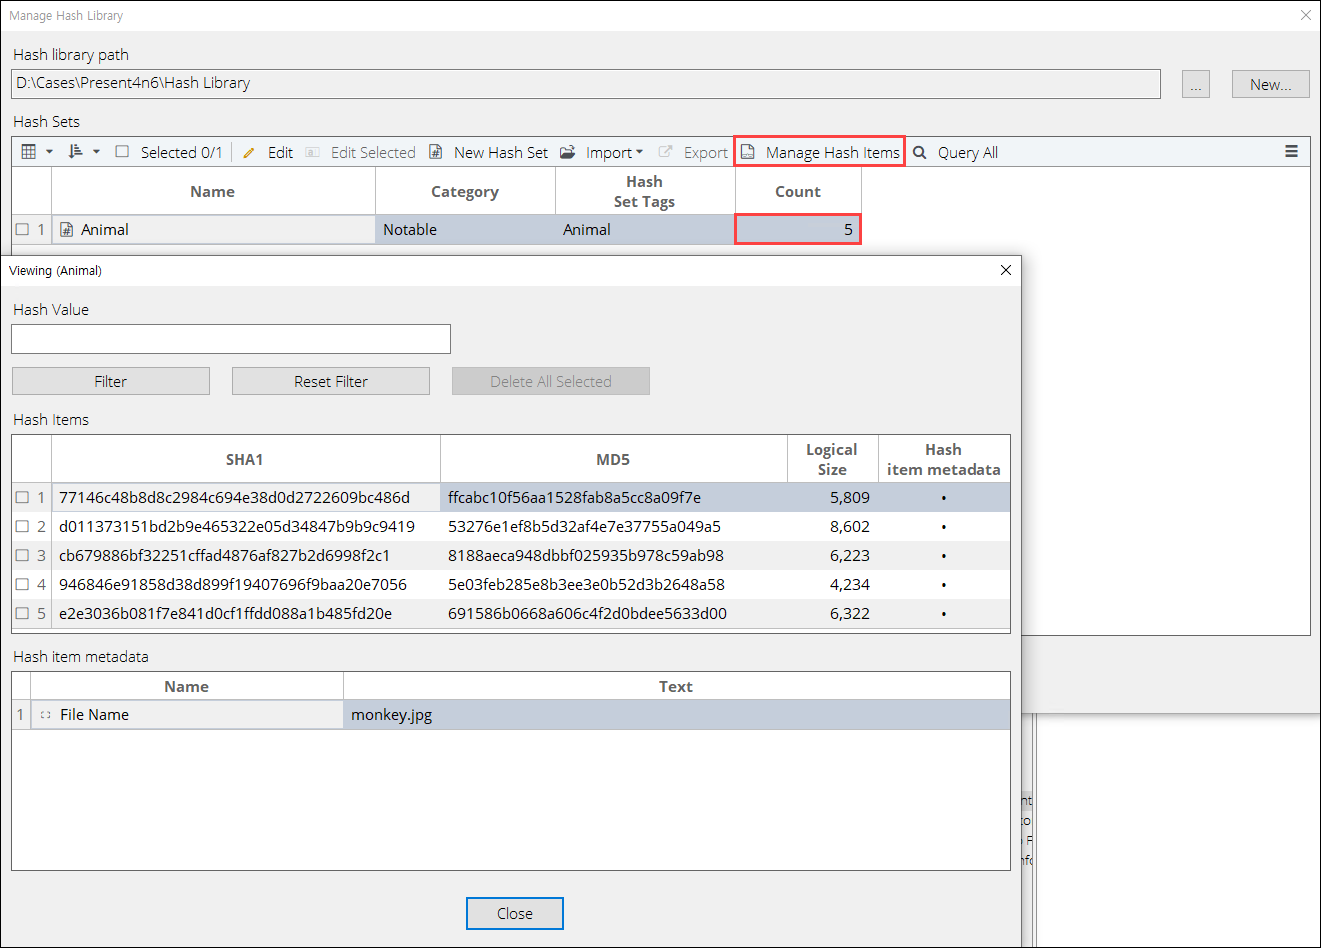 Manage Hash Library
Hash library path
D:\Cases\Present4n6\Hash Library
...
New...
Hash Sets
Selected 0/1 Edit Edit Selected New Hash Set Import Export Manage Hash Items Query All
Name Category Hash Set Tags Count
1 Animal Notable Animal 5
Viewing (Animal)
Hash Value
Filter Reset Filter Delete All Selected
Hash Items
SHA1 MD5 Logical Size Hash item metadata
1 77146c48b8d8c2984c694e38d0d2722609bc486d ffcabc10f56aa1528fab8a5cc8a09f7e 5,809 •
2 d011373151bd2b9e465322e05d34847b9b9c9419 53276e1ef8b5d32af4e7e37755a049a5 8,602 •
3 cb679886bf32251cffad4876af827b2d6998f2c1 8188aeca948dbbf025935b978c59ab98 6,223 •
4 946846e91858d38d899f19407696f9baa20e7056 5e03feb285e8b3ee3e0b52d3b2648a58 4,234 •
5 e2e3036b081f7e841d0cf1ffdd088a1b485fd20e 691586b0668a606c4f2d0bdee5633d00 6,322 •
Hash item metadata
Name Text
1 File Name monkey.jpg
Close